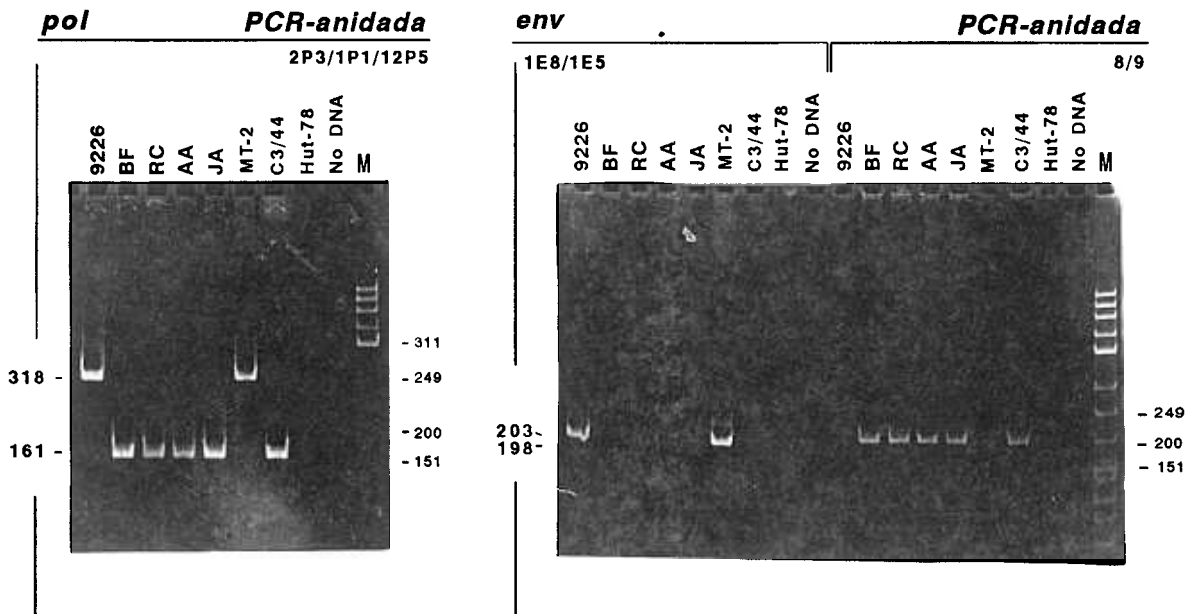 pol PCR-anidada
2P3/1P1/12P5
9226
BF
RC
AA
JA
MT-2
C3/44
Hut-78
No DNA
M
318 -
161 -
- 311
- 249
- 200
- 151
env PCR-anidada
1E8/1E5
8/9
9226
BF
RC
AA
JA
MT-2
C3/44
Hut-78
No DNA
9226
BF
RC
AA
JA
MT-2
C3/44
Hut-78
No DNA
M
203-
198-
- 249
- 200
- 151